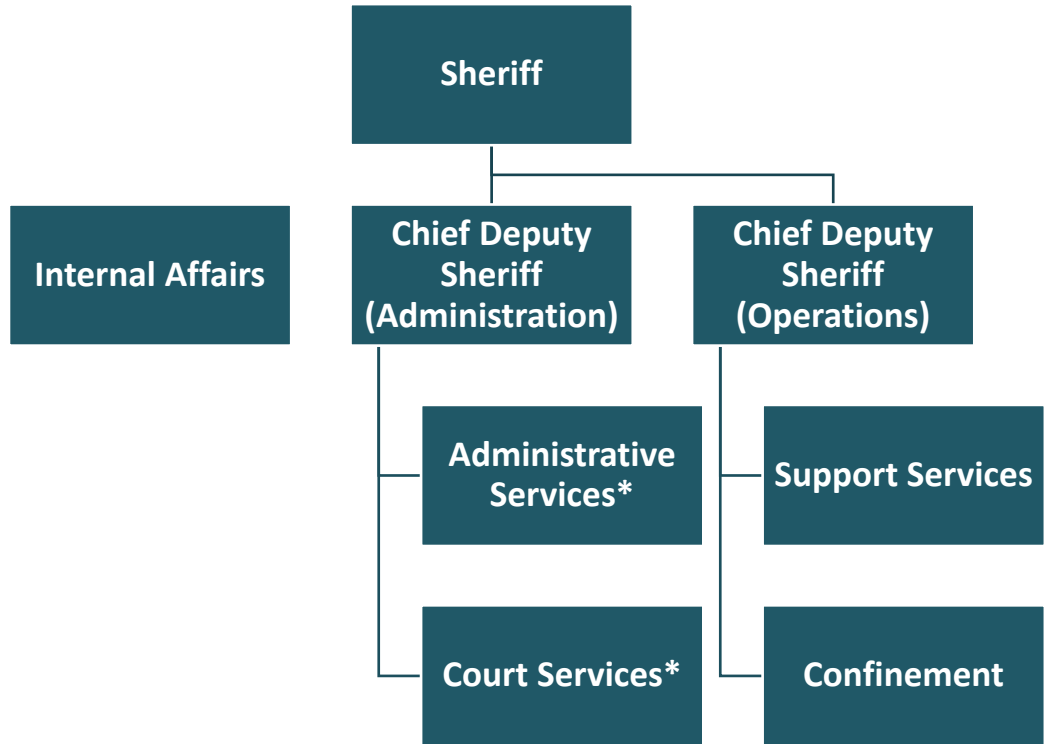 Sheriff
Internal Affairs
Chief Deputy
Sheriff
(Administration)
Chief Deputy
Sheriff
(Operations)
Administrative
Services*
Support Services
Court Services*
Confinement